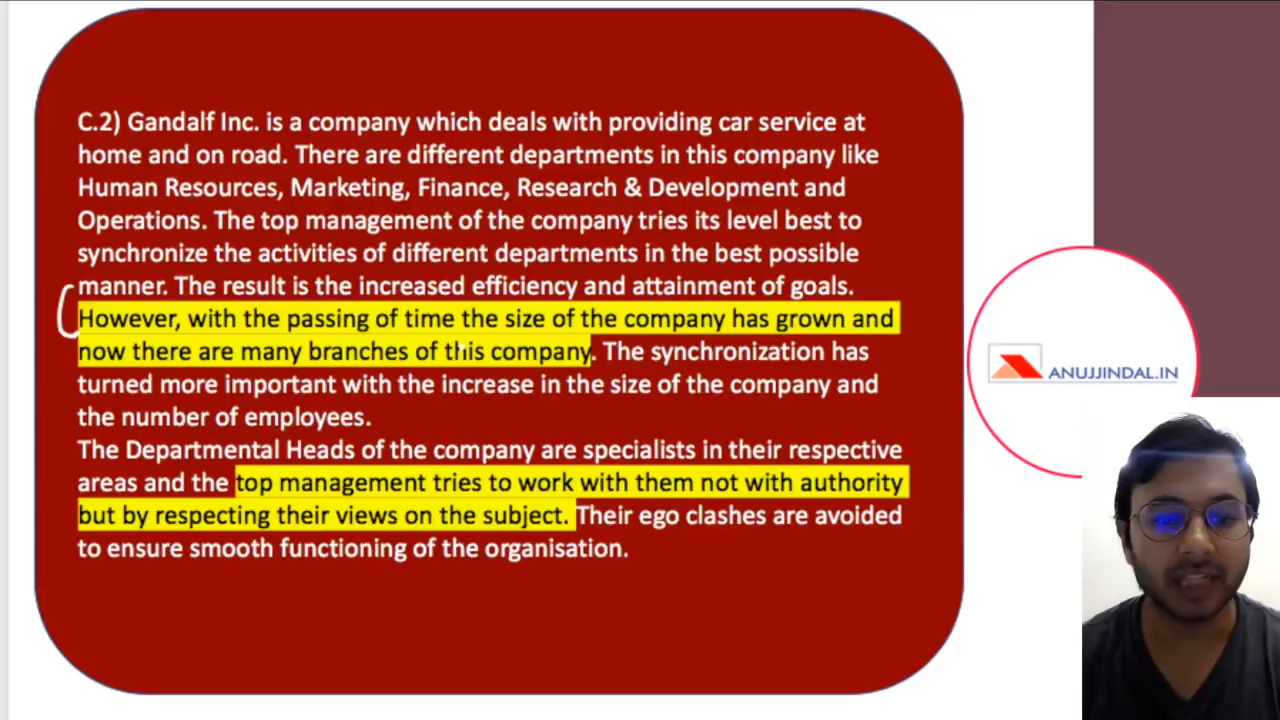 C.2) Gandalf Inc. is a company which deals with providing car service at
home and on road. There are different departments in this company like
Human Resources, Marketing, Finance, Research & Development and
Operations. The top management of the company tries its level best to
synchronize the activities of different departments in the best possible
manner. The result is the increased efficiency and attainment of goals.
However, with the passing of time the size of the company has grown and
now there are many branches of this company. The synchronization has
turned more important with the increase in the size of the company and
the number of employees.
The Departmental Heads of the company are specialists in their respective
areas and the top management tries to work with them not with authority
but by respecting their views on the subject. Their ego clashes are avoided
to ensure smooth functioning of the organisation.
ANUJJINDAL.IN